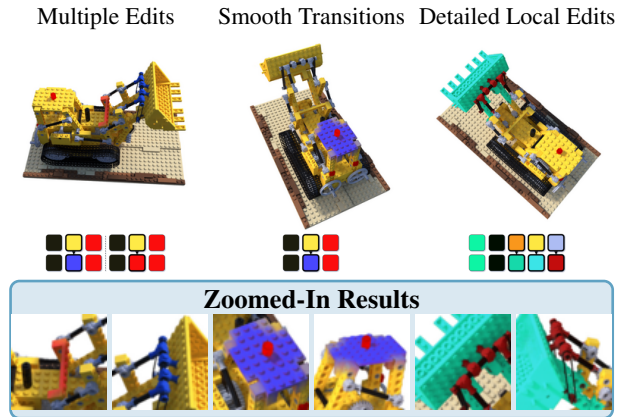 Multiple Edits
Smooth Transitions
Detailed Local Edits
Zoomed-In Results